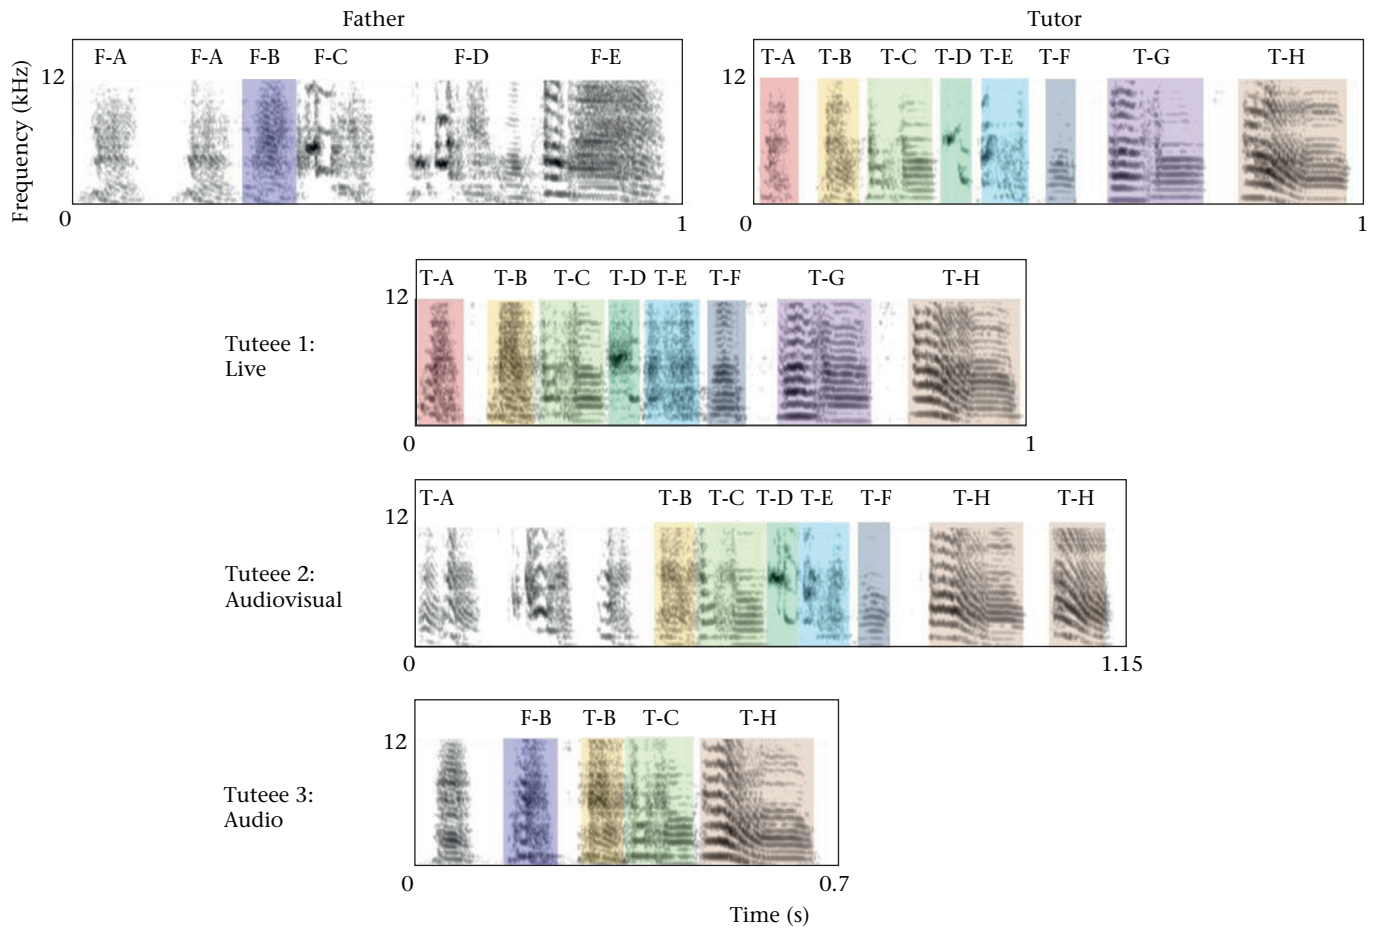 Father
Tutor
F-A F-A F-B F-C F-D F-E
T-A T-B T-C T-D T-E T-F T-G T-H
Frequency (kHz)
12
12
0 1
0 1
T-A T-B T-C T-D T-E T-F T-G T-H
12
Tuteee 1:
Live
0 1
T-A T-B T-C T-D T-E T-F T-H T-H
12
Tuteee 2:
Audiovisual
0 1.15
F-B T-B T-C T-H
12
Tuteee 3:
Audio
0 0.7
Time (s)